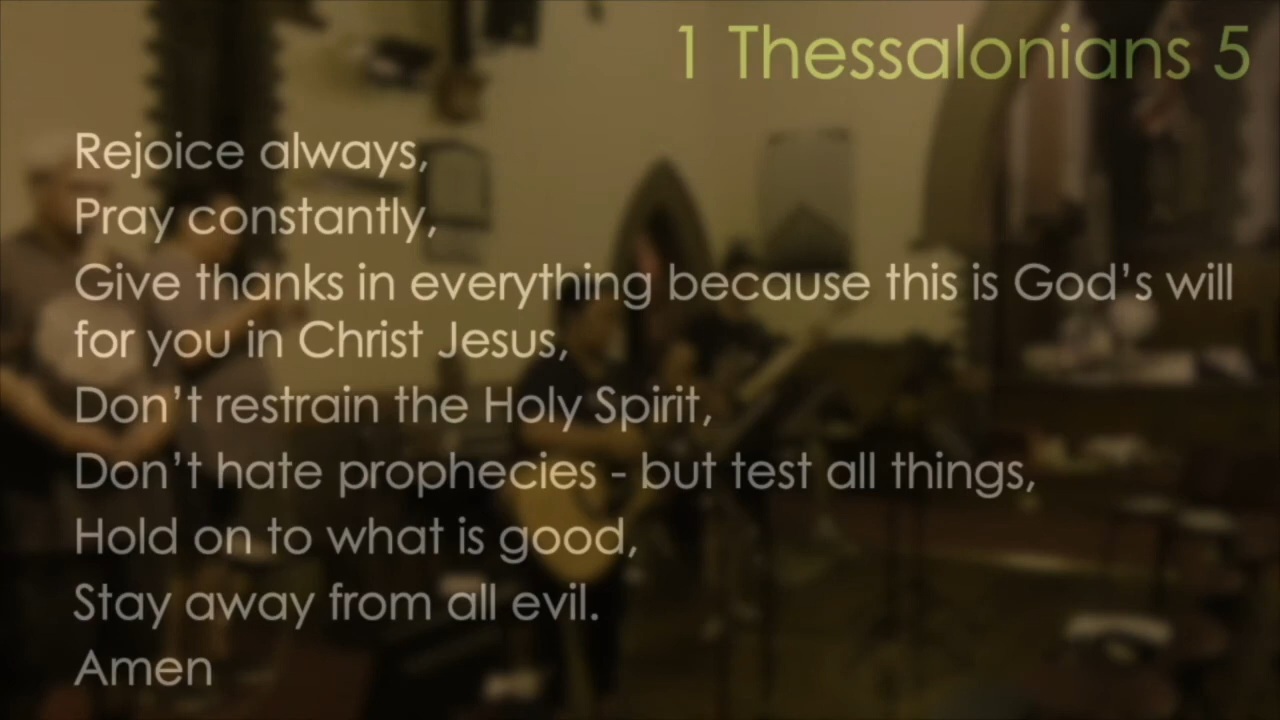 1 Thessalonians 5
Rejoice always,
Pray constantly,
Give thanks in everything because this is God’s will
for you in Christ Jesus,
Don’t restrain the Holy Spirit,
Don’t hate prophecies - but test all things,
Hold on to what is good,
Stay away from all evil.
Amen